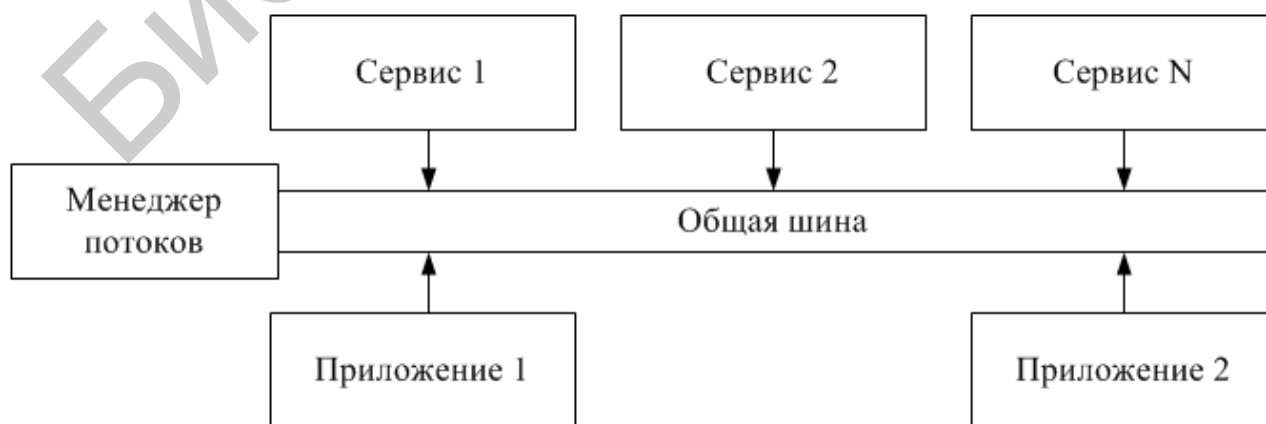 Сервис 1
Сервис 2
Сервис N
Менеджер
потоков
Общая шина
Приложение 1
Приложение 2